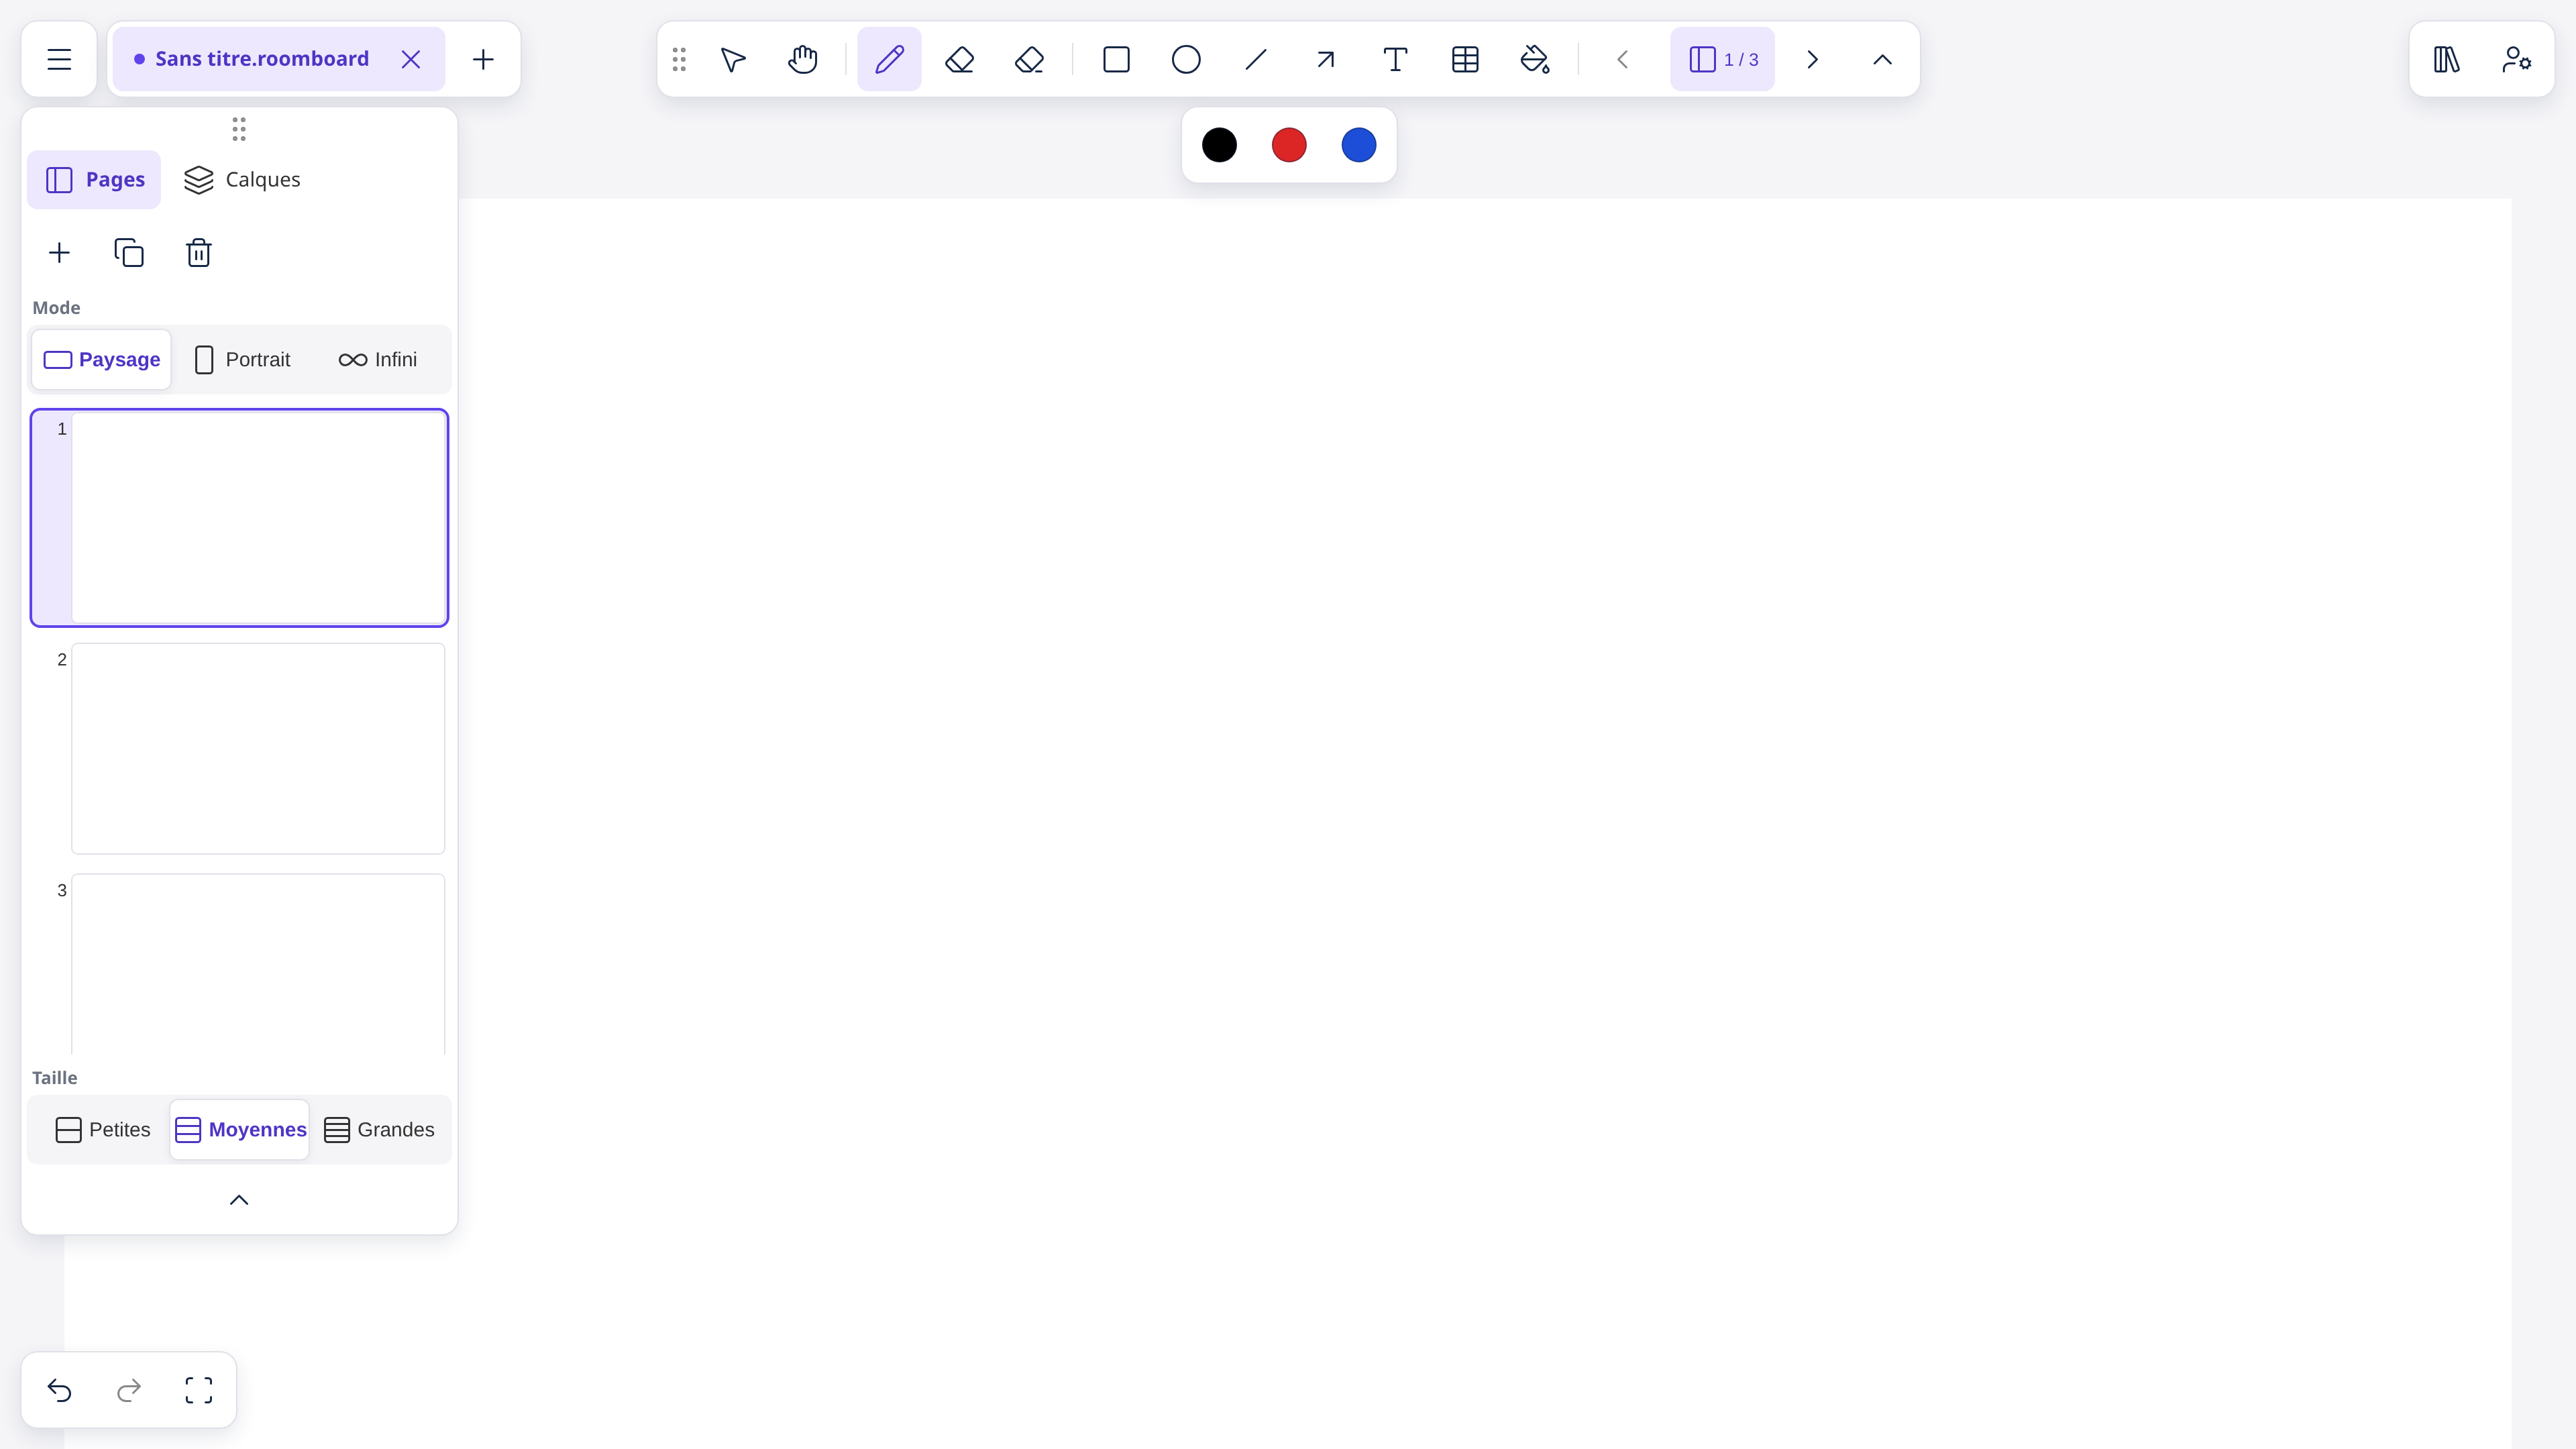 Sans titre.roomboard
1 / 3
Pages
Calques
Mode
Paysage
Portrait
Infini
1
2
3
Taille
Petites
Moyennes
Grandes